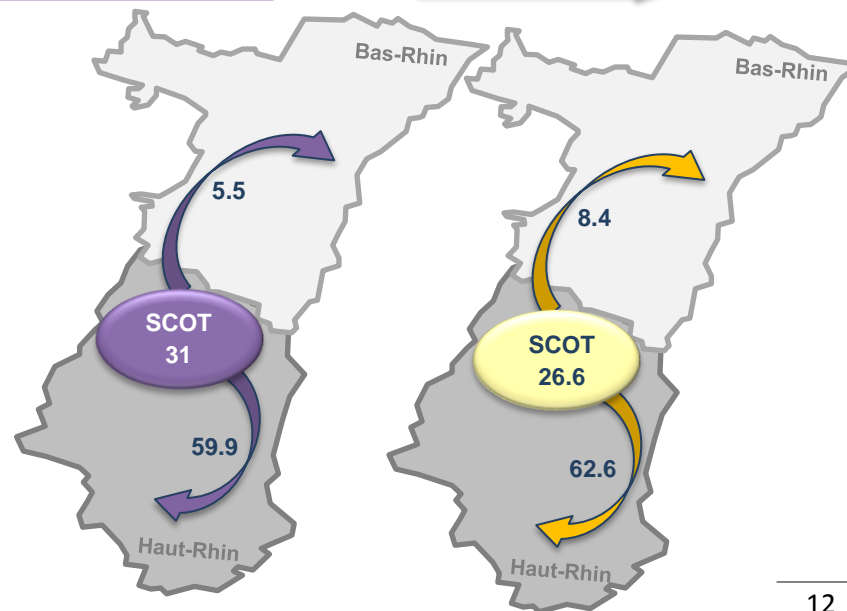 Bas-Rhin
5.5
SCOT
31
59.9
Haut-Rhin
Bas-Rhin
8.4
SCOT
26.6
62.6
Haut-Rhin
12